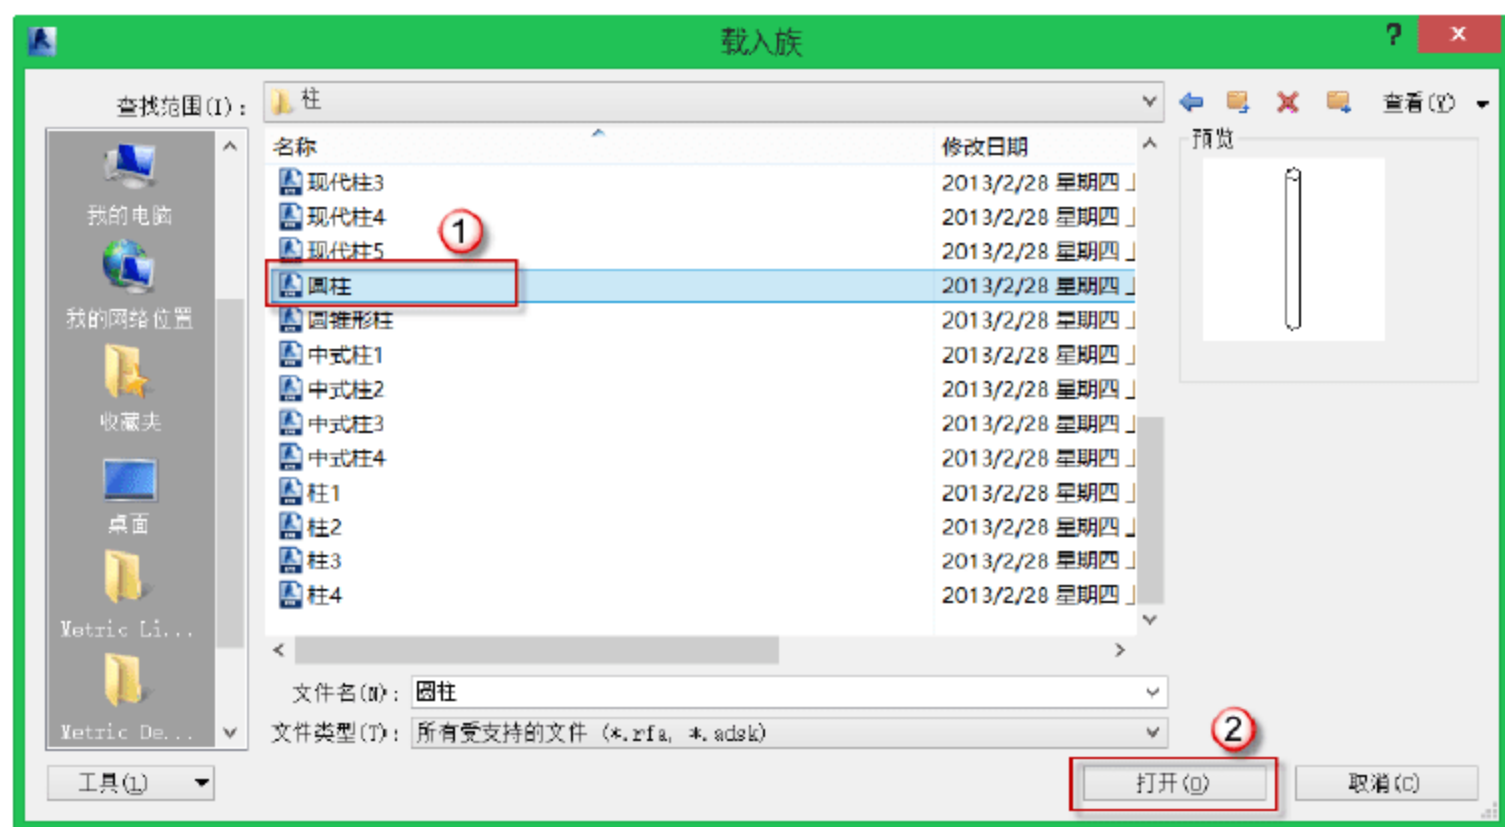 载入族
?
查找范围(I):
柱
查看(V)
我的电脑
我的网络位置
收藏夹
桌面
Metric Li...
Metric De...
名称 修改日期
现代柱3 2013/2/28 星期四
现代柱4 2013/2/28 星期四
1
现代柱5 2013/2/28 星期四
圆柱 2013/2/28 星期四
圆锥形柱 2013/2/28 星期四
中式柱1 2013/2/28 星期四
中式柱2 2013/2/28 星期四
中式柱3 2013/2/28 星期四
中式柱4 2013/2/28 星期四
柱1 2013/2/28 星期四
柱2 2013/2/28 星期四
柱3 2013/2/28 星期四
柱4 2013/2/28 星期四
预览
文件名(N): 圆柱
文件类型(T): 所有受支持的文件 (*.rfa, *.adsk)
2
工具(L)
打开(O)
取消(C)